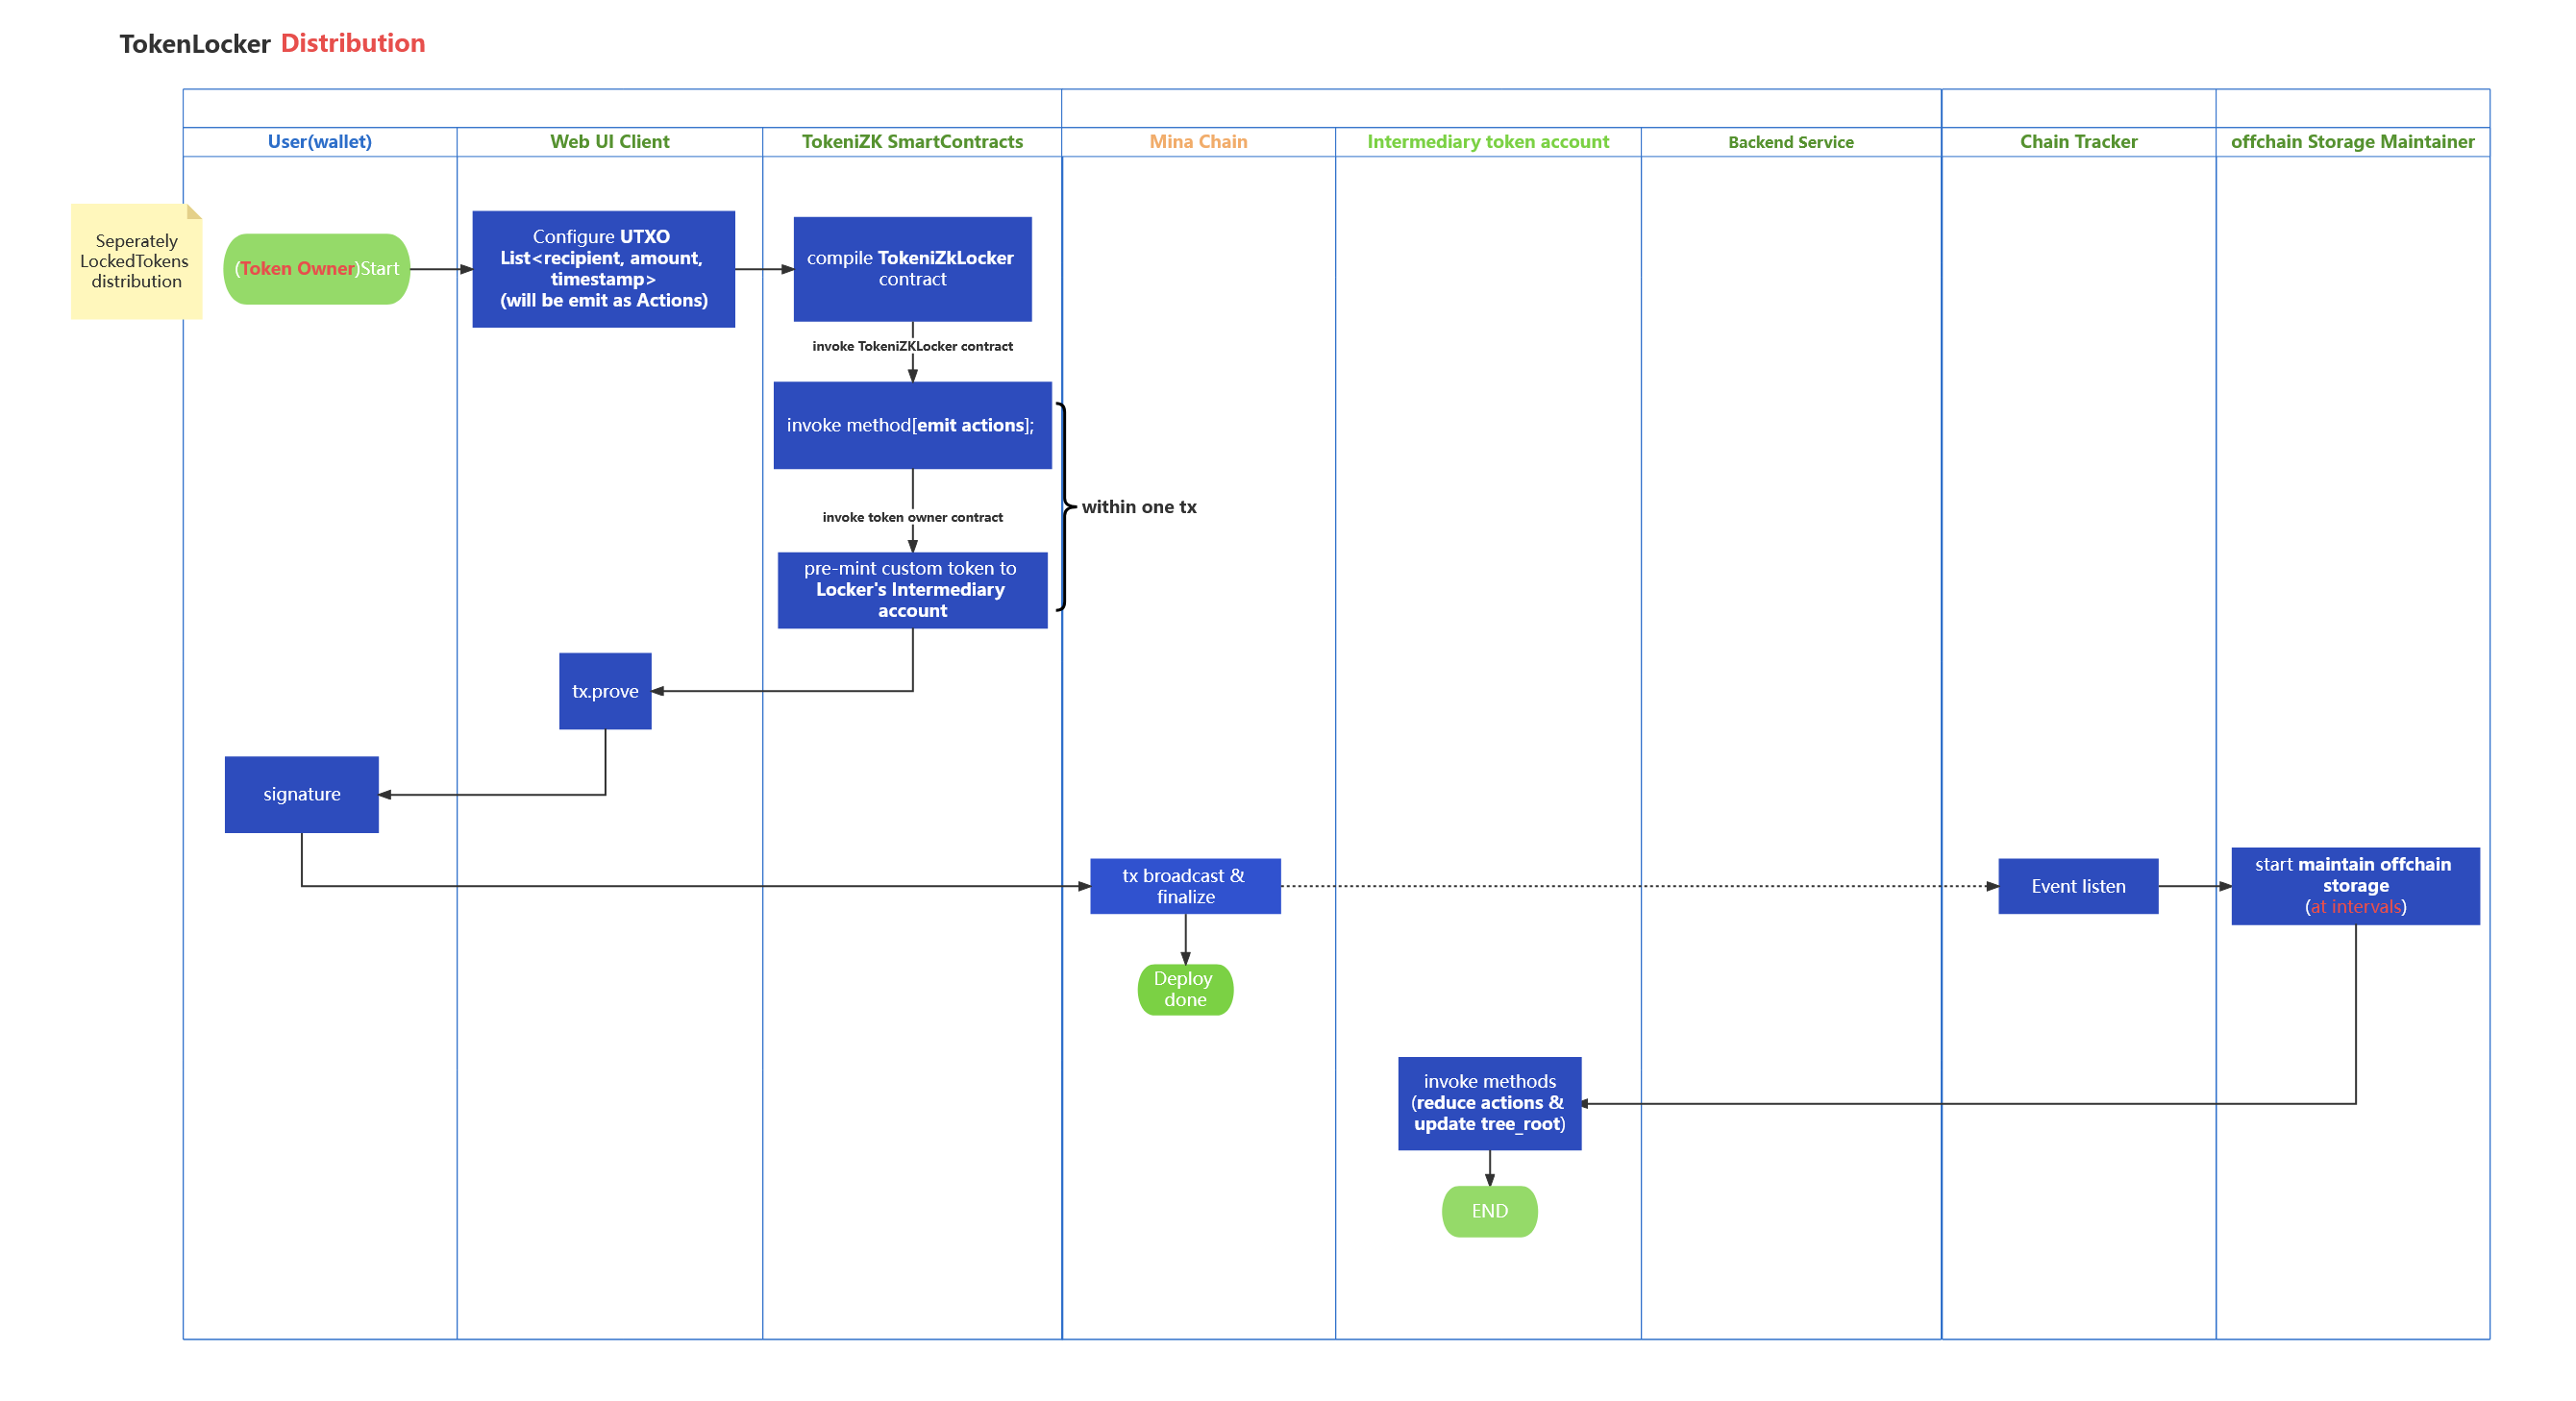 TokenLocker Distribution
User(wallet)
Web UI Client
TokeniZK SmartContracts
Mina Chain
Intermediary token account
Backend Service
Chain Tracker
offchain Storage Maintainer
Seperately
LockedTokens
distribution
(Token Owner)Start
Configure UTXO
List<recipient, amount,
timestamp>
(will be emit as Actions)
compile TokeniZkLocker
contract
invoke TokeniZKLocker contract
invoke method[emit actions];
within one tx
invoke token owner contract
pre-mint custom token to
Locker's Intermediary
account
tx.prove
signature
tx broadcast &
finalize
Event listen
start maintain offchain
storage
(at intervals)
Deploy
done
invoke methods
(reduce actions &
update tree_root)
END